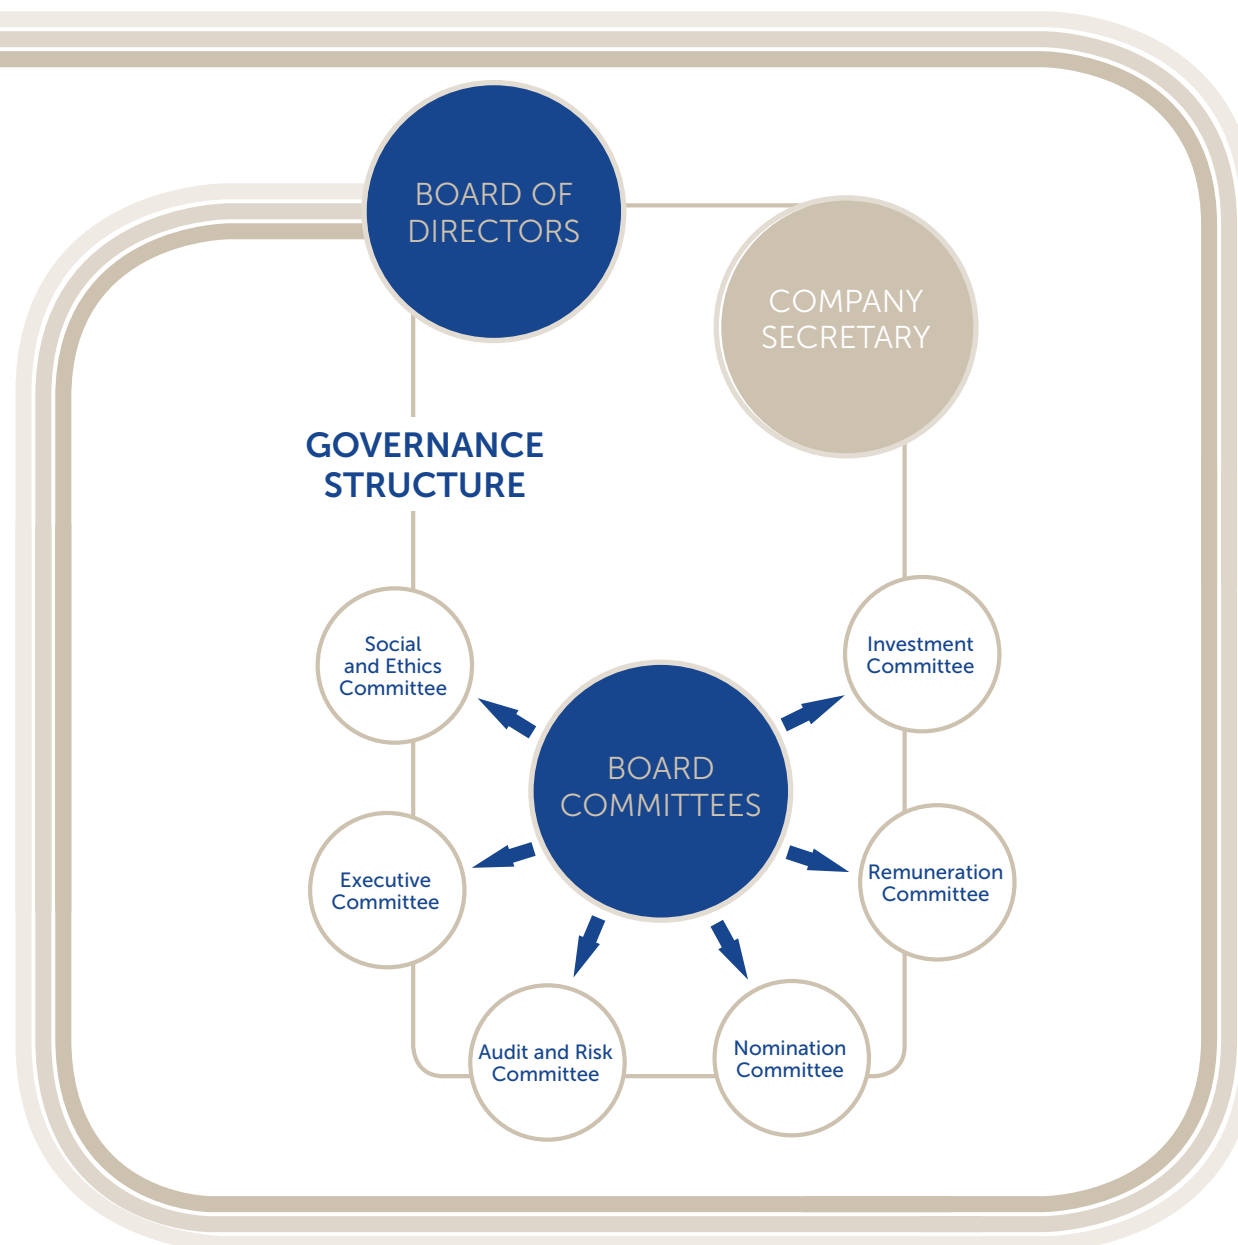 BOARD OF
DIRECTORS
COMPANY
SECRETARY
GOVERNANCE
STRUCTURE
Social
and Ethics
Committee
Investment
Committee
BOARD
COMMITTEES
Executive
Committee
Remuneration
Committee
Audit and Risk
Committee
Nomination
Committee